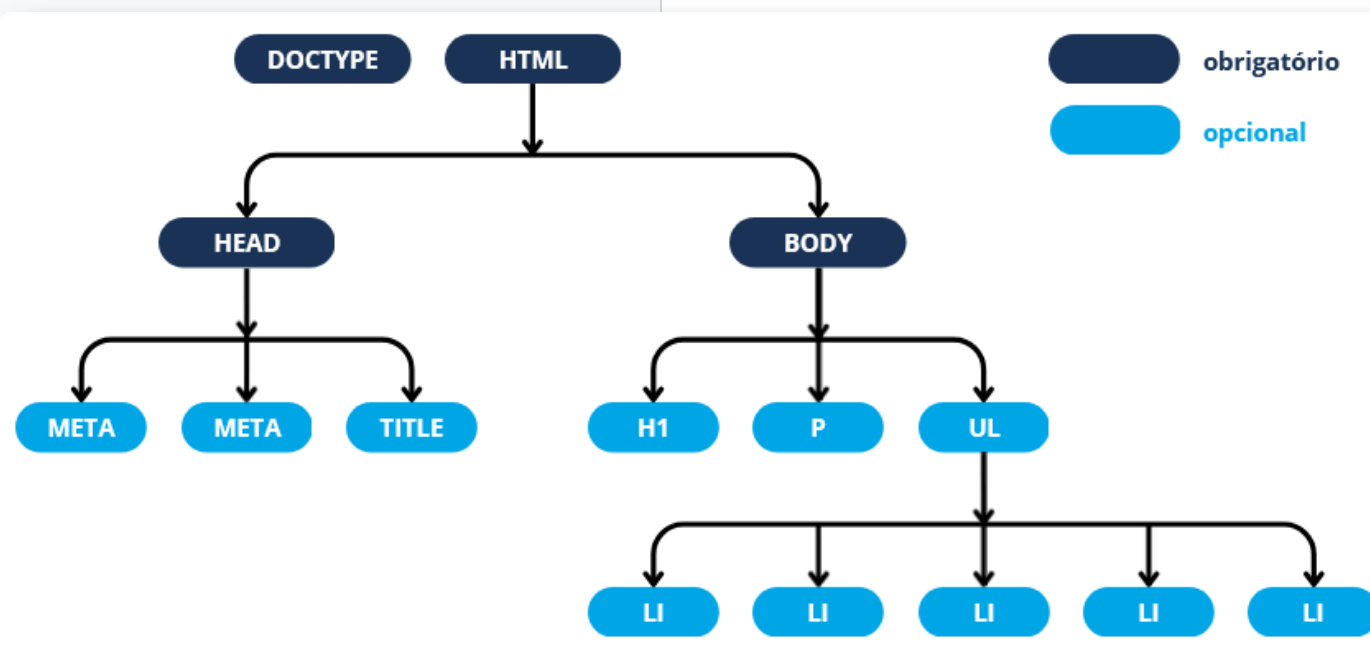 DOCTYPE HTML
obrigatório
opcional
HEAD BODY
META META TITLE H1 P UL
LI LI LI LI LI